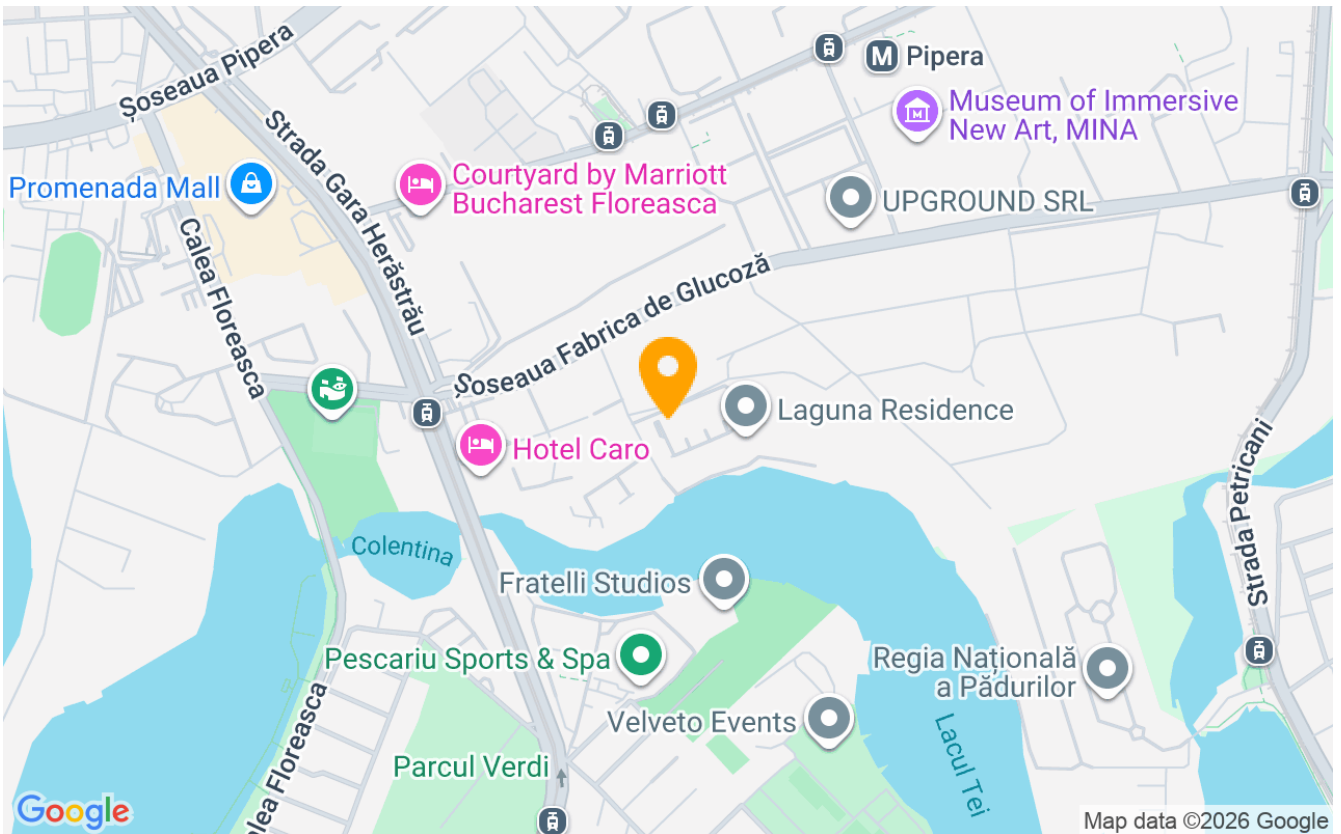 Șoseaua Pipera
M Pipera
Museum of Immersive
New Art, MINA
Strada Gara Herăstrău
Promenada Mall
Courtyard by Marriott
Bucharest Floreasca
UPGROUND SRL
Calea Floreasca
Șoseaua Fabrica de Glucoză
Laguna Residence
Hotel Caro
Strada Petricani
Colentina
Fratelli Studios
Pescariu Sports & Spa
Regia Națională
a Pădurilor
Velveto Events
Lacul Tei
Parcul Verdi
alea Floreasca
Google
Map data ©2026 Google